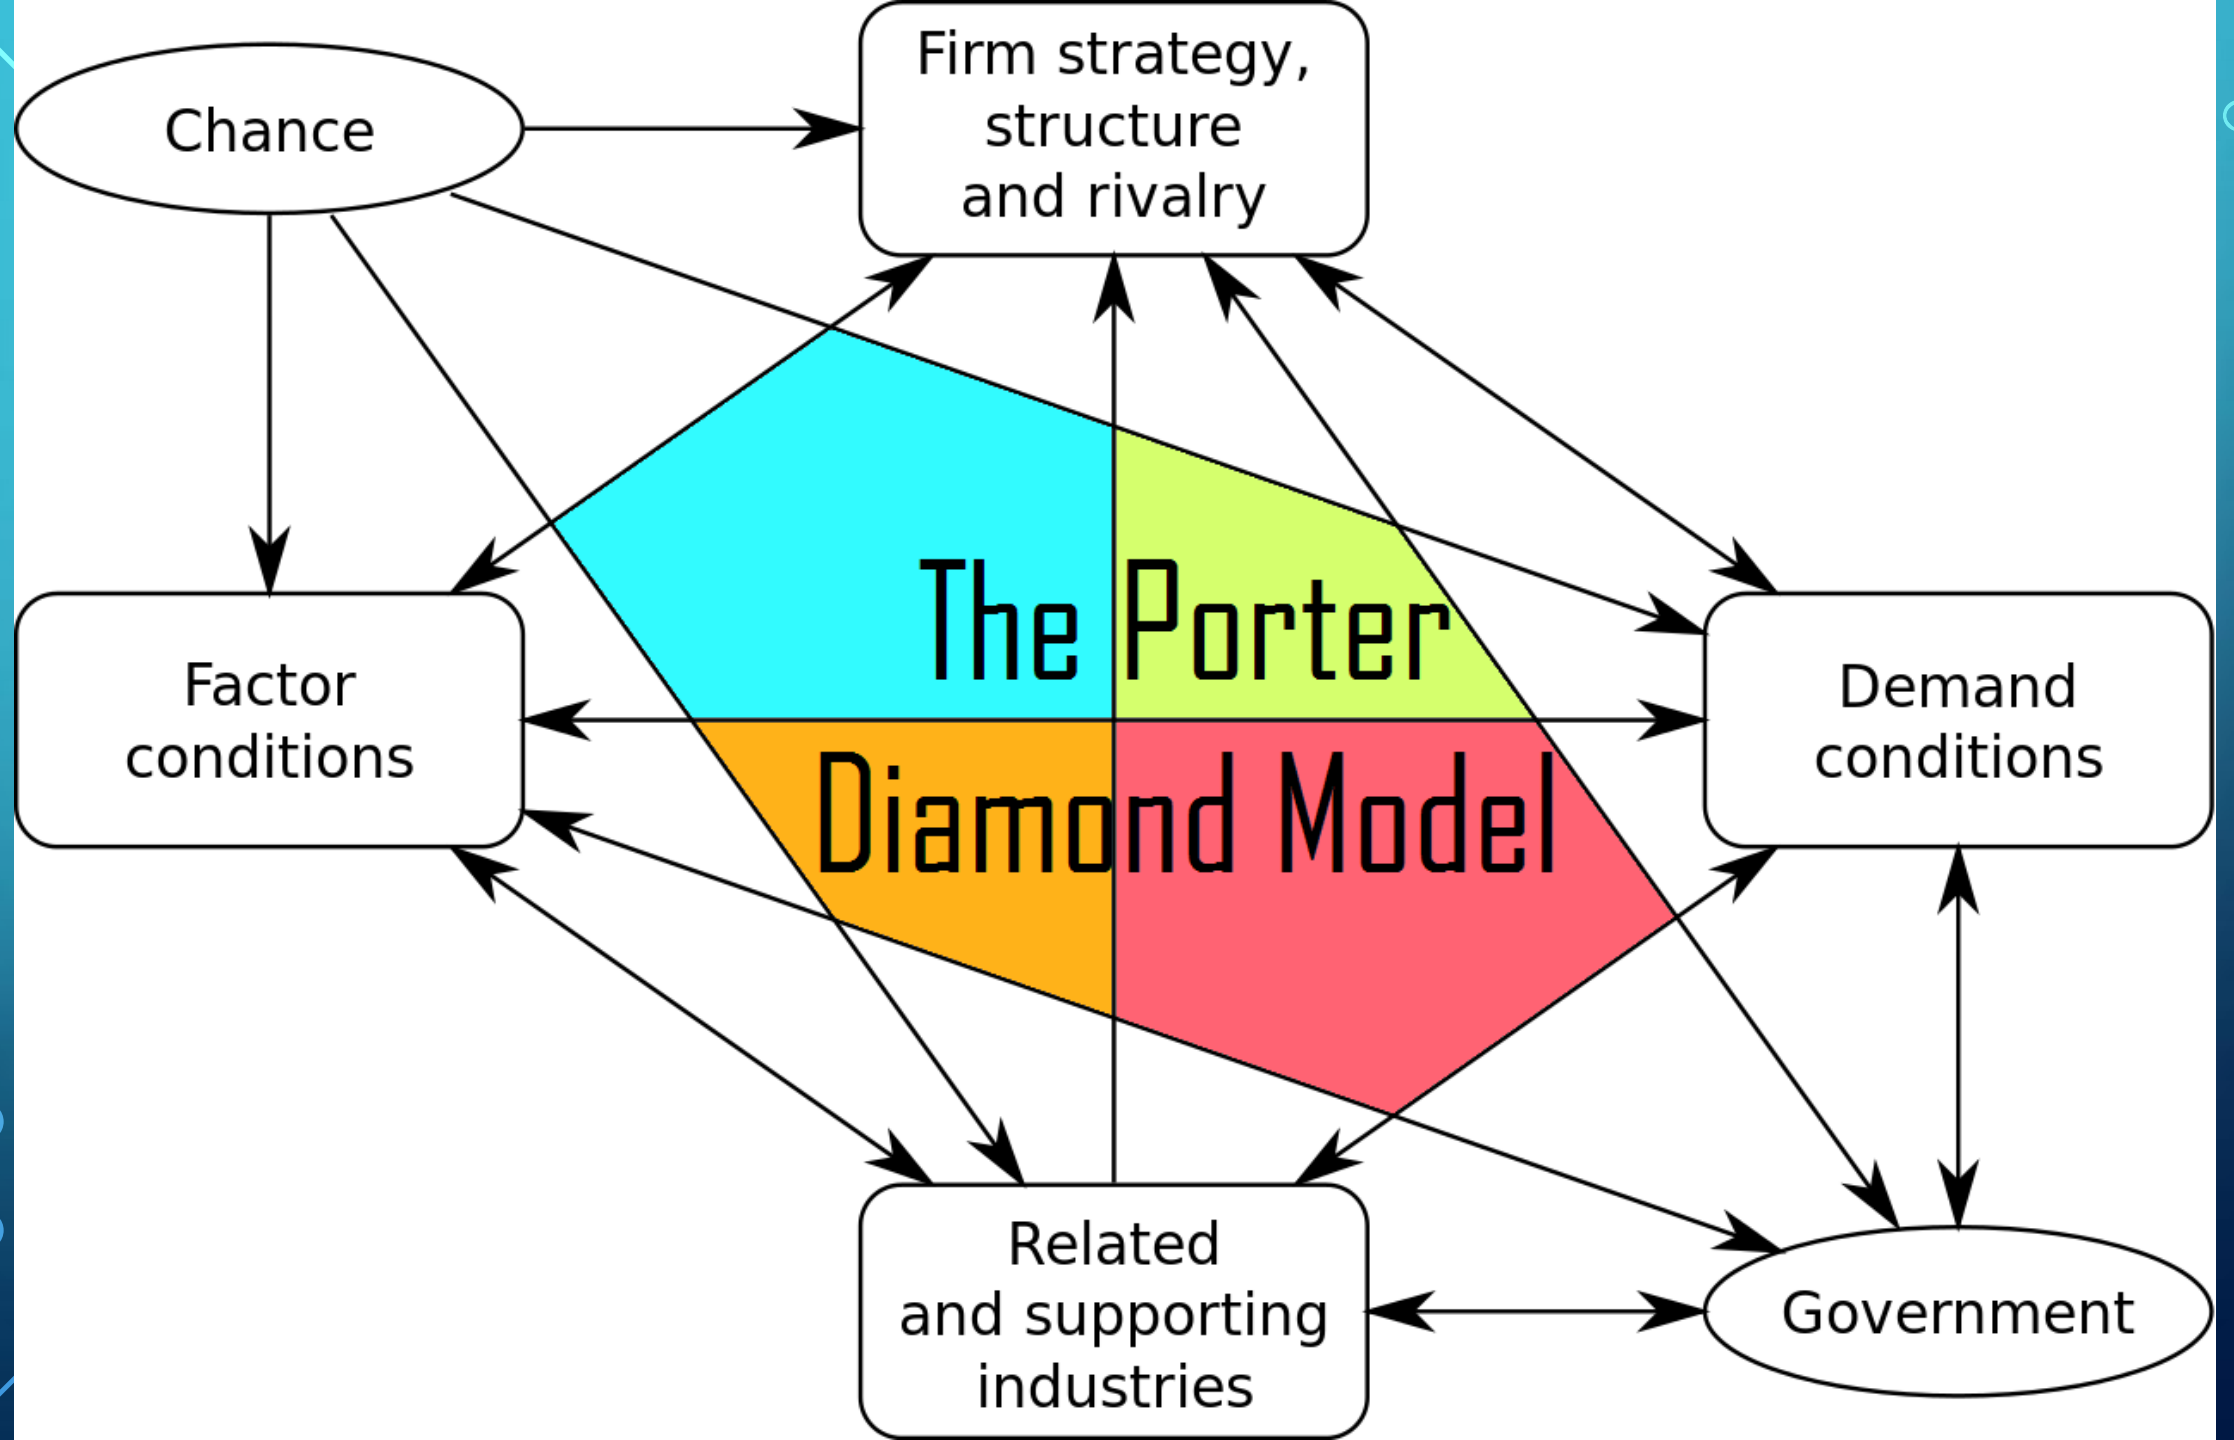 Chance
Firm strategy,
structure
and rivalry
The Porter
Diamond Model
Factor
conditions
Demand
conditions
Related
and supporting
industries
Government